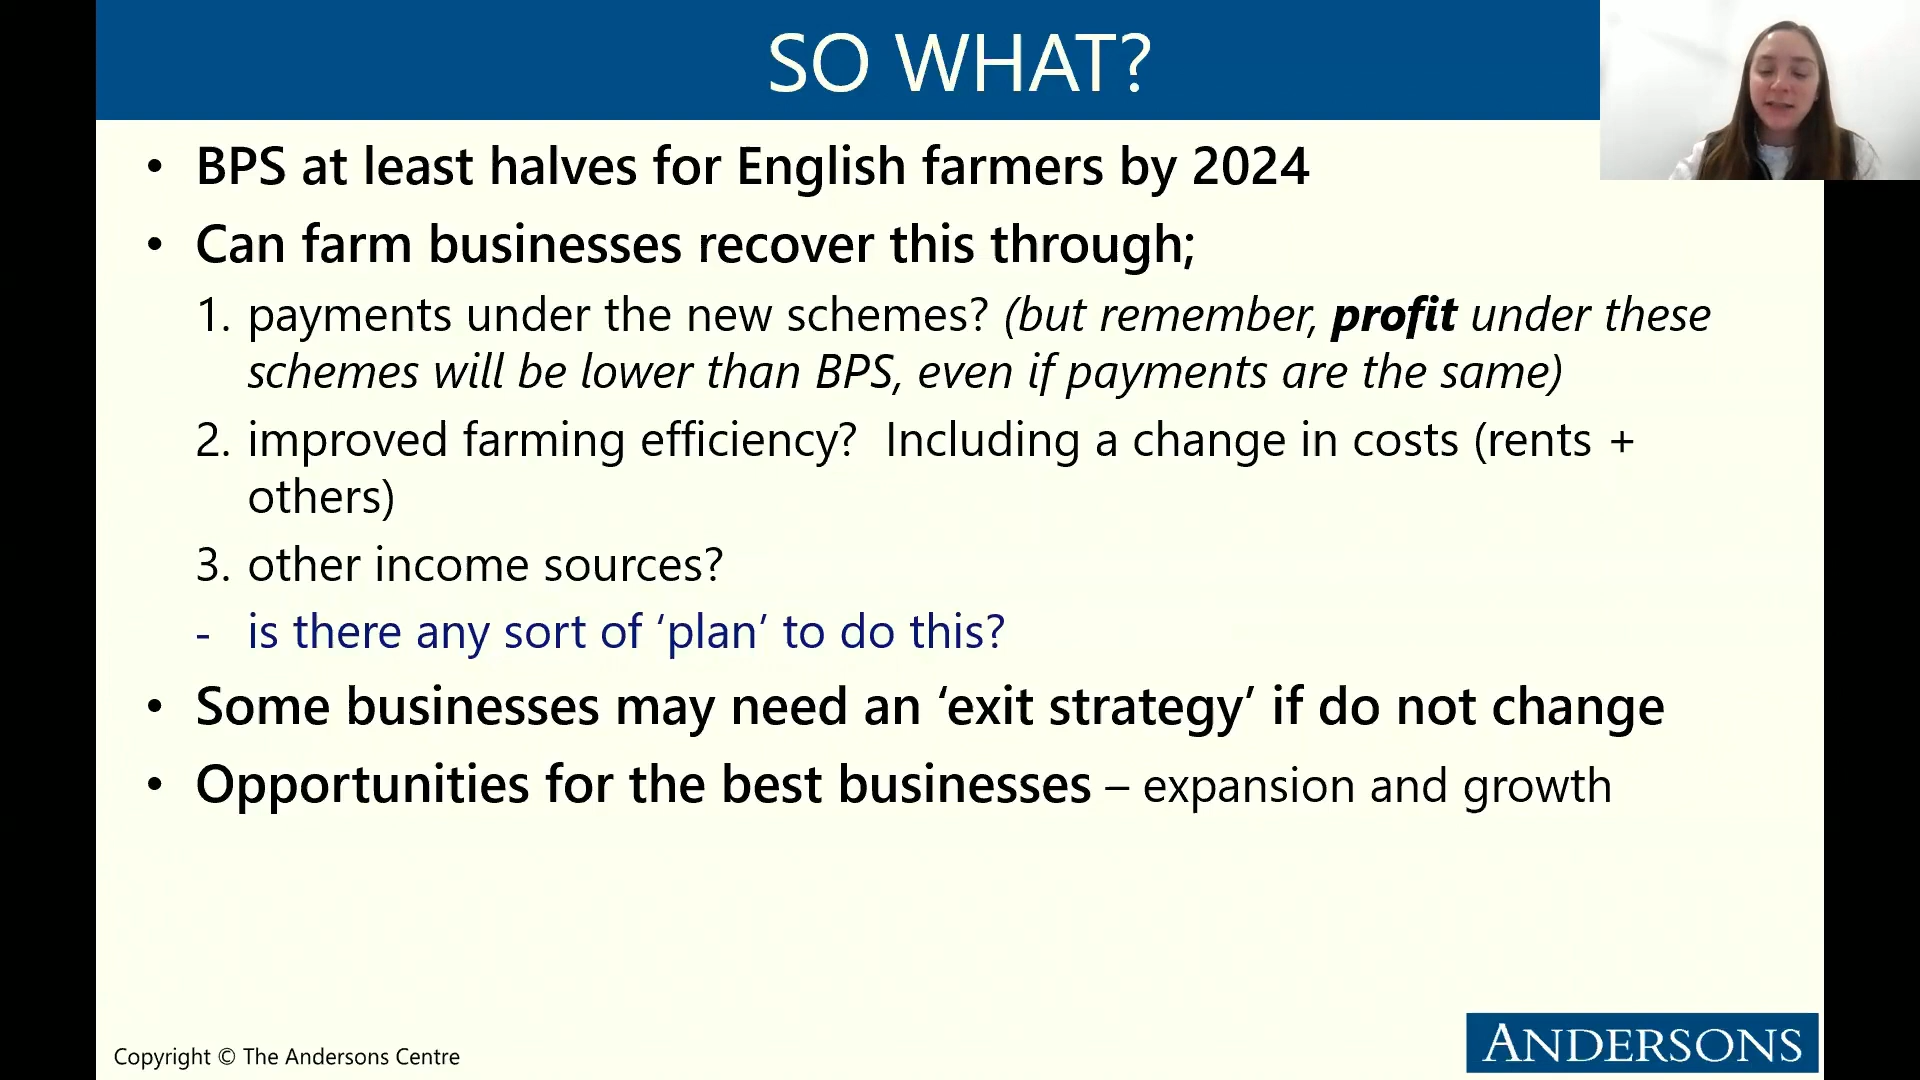 SO WHAT?
• BPS at least halves for English farmers by 2024
• Can farm businesses recover this through;
1. payments under the new schemes? (but remember, profit under these
schemes will be lower than BPS, even if payments are the same)
2. improved farming efficiency?  Including a change in costs (rents +
others)
3. other income sources?
- is there any sort of ‘plan’ to do this?
• Some businesses may need an ‘exit strategy’ if do not change
• Opportunities for the best businesses – expansion and growth
Copyright © The Andersons Centre
ANDERSONS